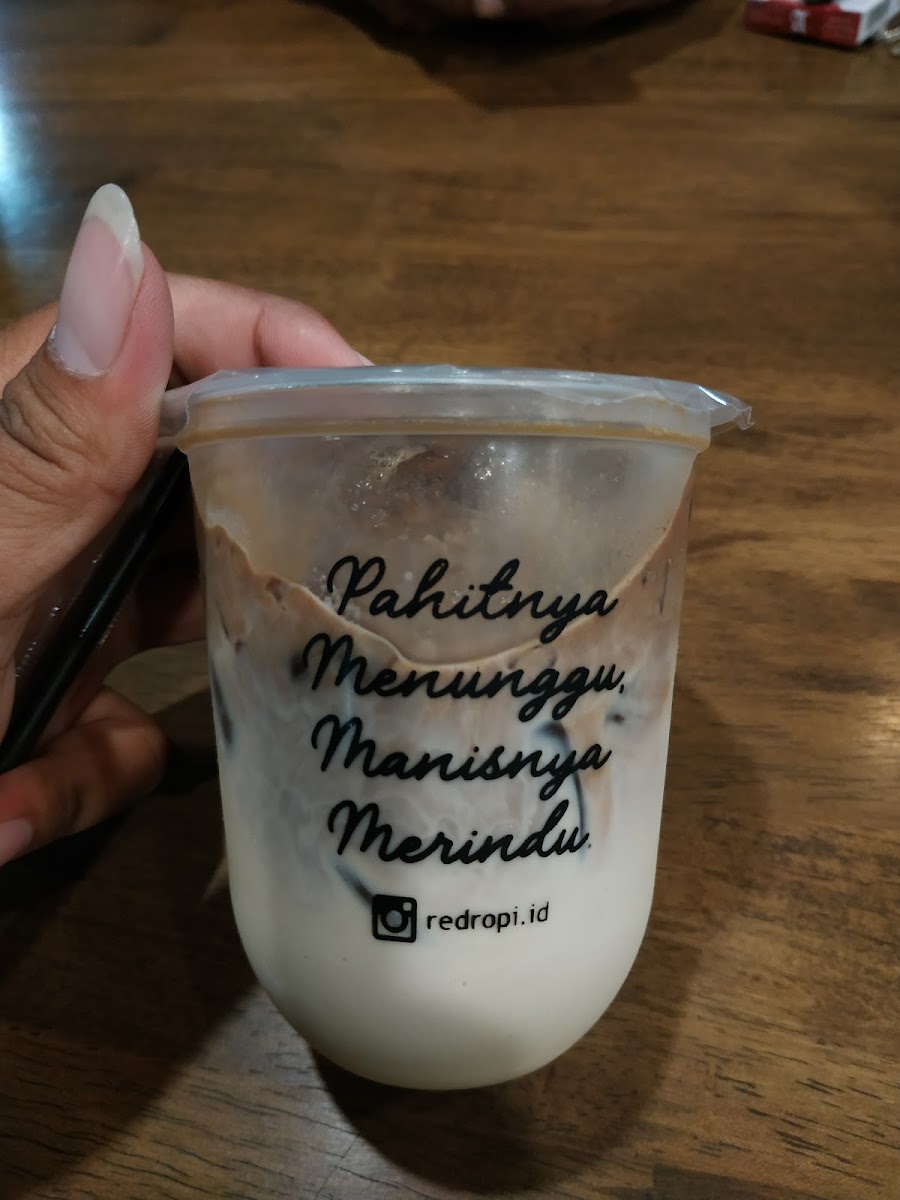 Pahitnya
Menunggu,
Manisnya
Merindu.
redropi.id